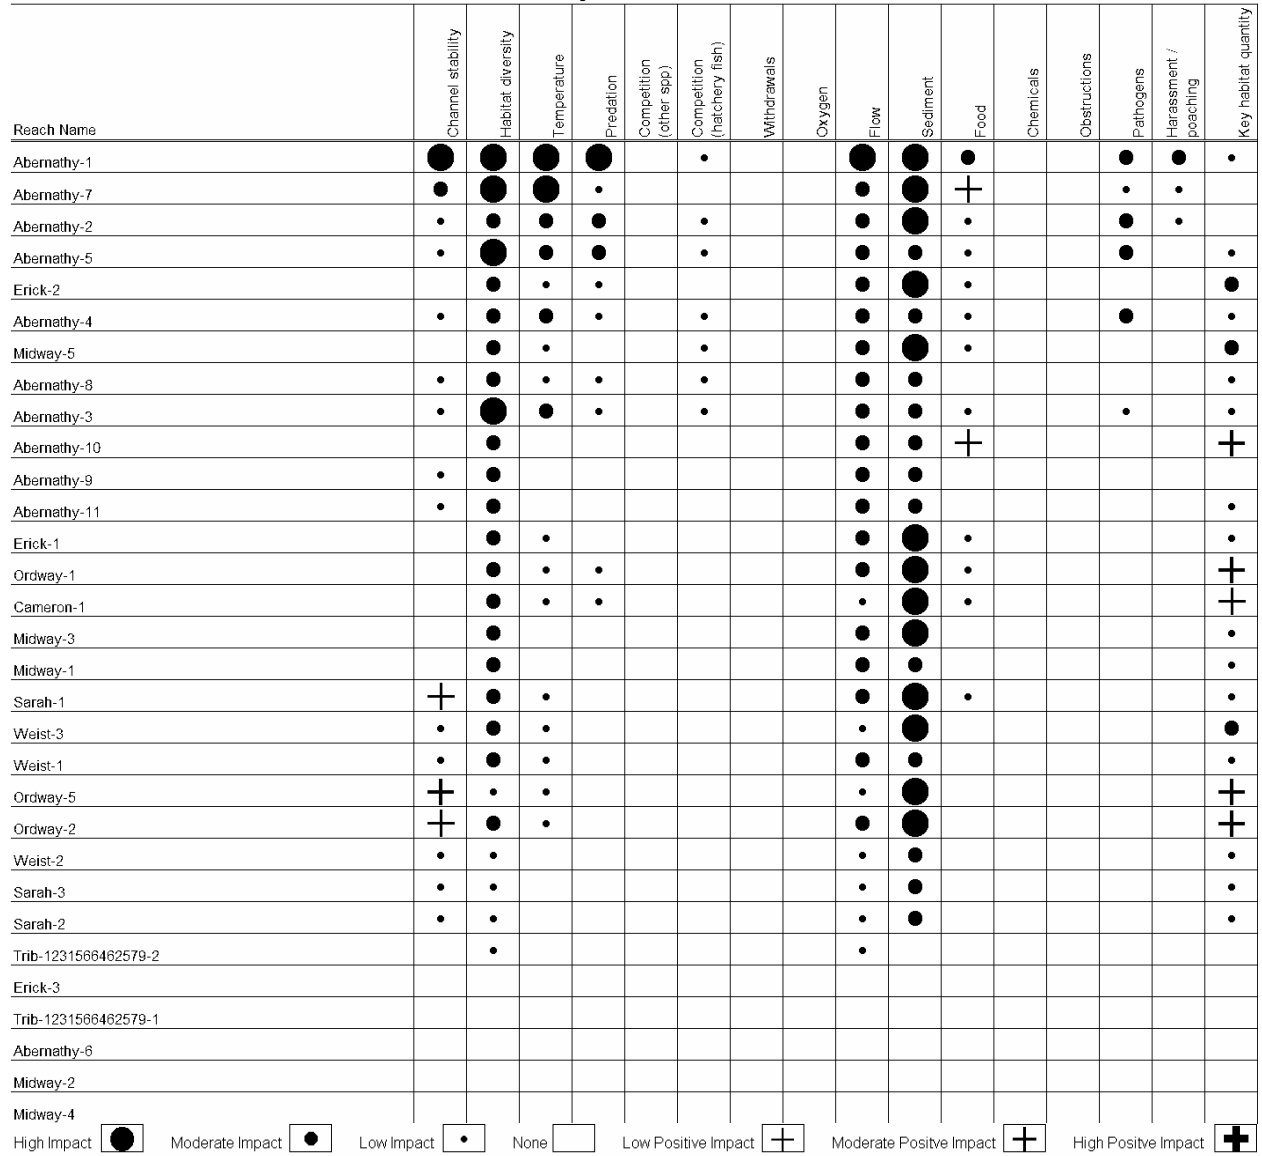 Reach Name
Channel stability
Habitat diversity
Temperature
Predation
Competition
(other spp)
Competition
(hatchery fish)
Withdrawals
Oxygen
Flow
Sediment
Food
Chemicals
Obstructions
Pathogens
Harassment /
poaching
Key habitat quantity
Abernathy-1
Abernathy-7
Abernathy-2
Abernathy-5
Erick-2
Abernathy-4
Midway-5
Abernathy-8
Abernathy-3
Abernathy-10
Abernathy-9
Abernathy-11
Erick-1
Ordway-1
Cameron-1
Midway-3
Midway-1
Sarah-1
Weist-3
Weist-1
Ordway-5
Ordway-2
Weist-2
Sarah-3
Sarah-2
Trib-1231566462579-2
Erick-3
Trib-1231566462579-1
Abernathy-6
Midway-2
Midway-4
High Impact Moderate Impact Low Impact None Low Positive Impact Moderate Positve Impact High Positve Impact